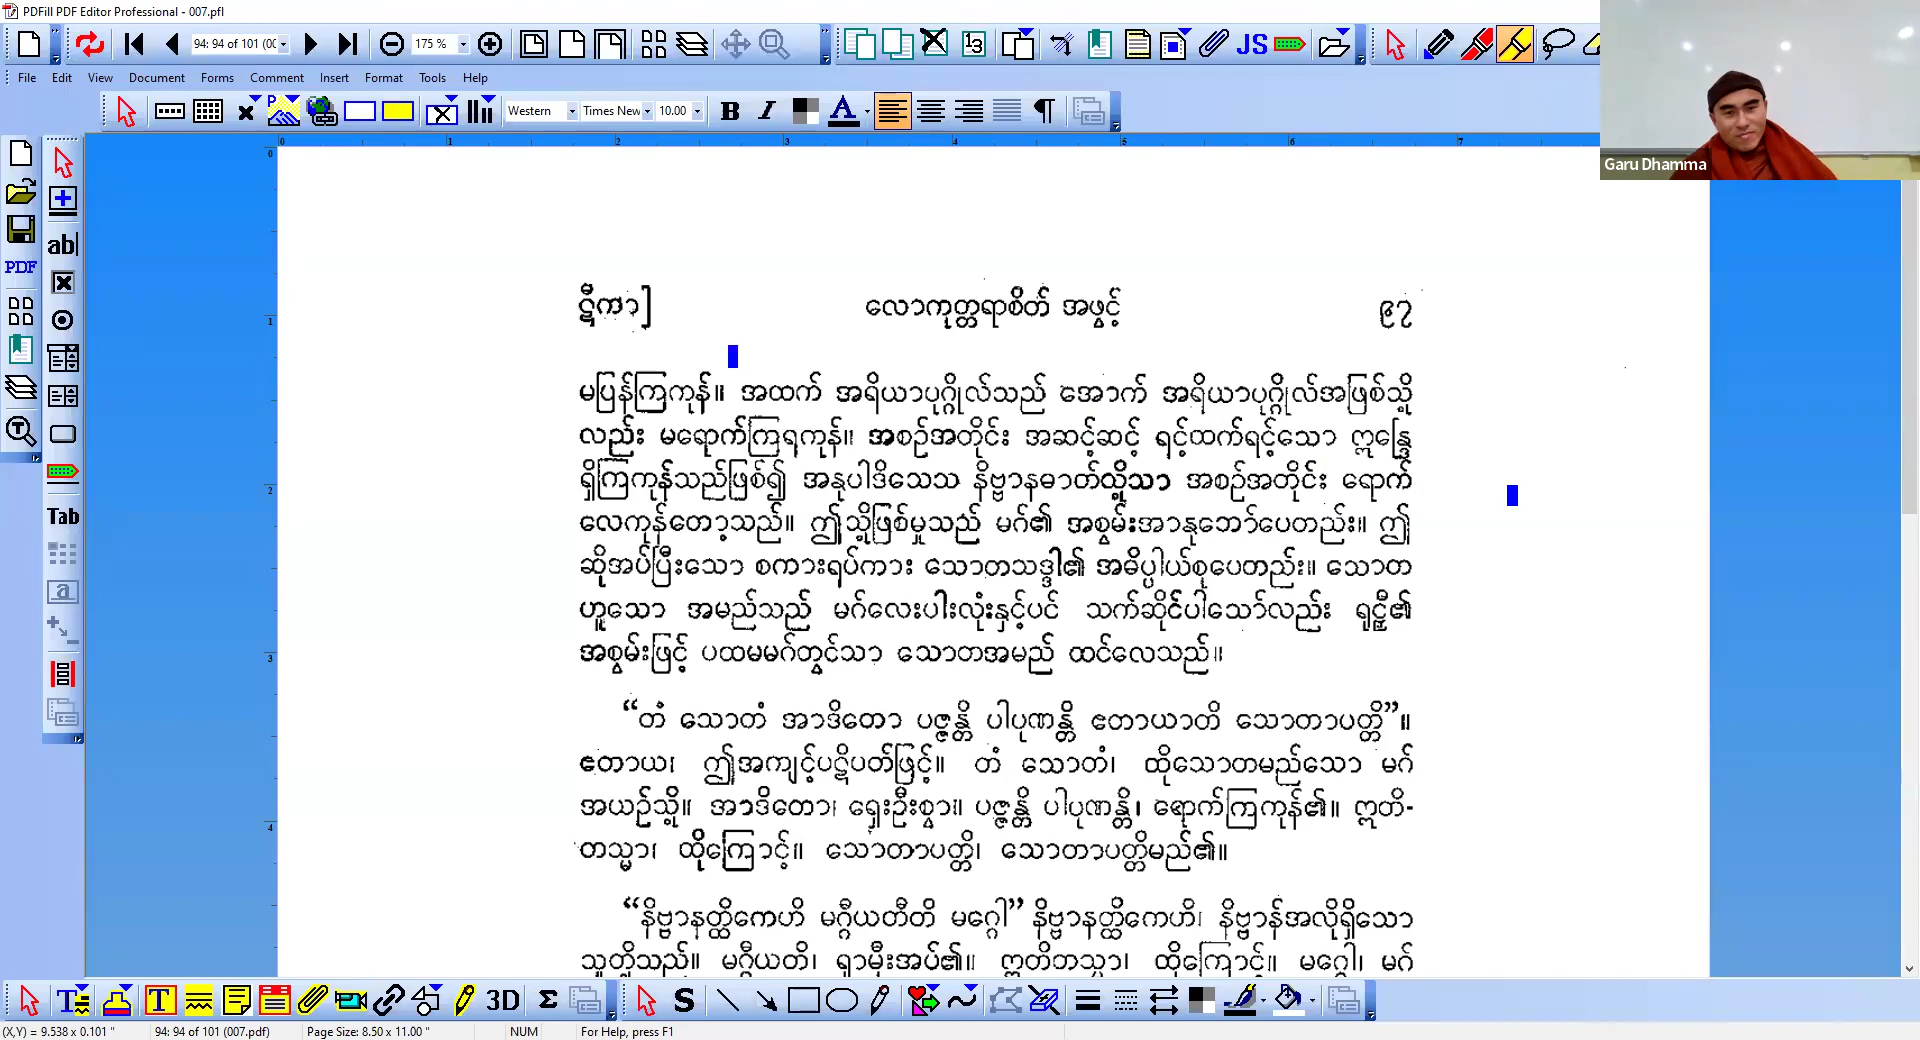 PDFill PDF Editor Professional - 007.pfl
94: 94 of 101 (0(
175 %
13
JS
File Edit View Document Forms Comment Insert Format Tools Help
Western Times New 10.00 B I A
Garu Dhamma
ab|
PDF
Tab
ဋီကာ] လောကုတ္တရာစိတ် အဖွင့် ၉၇
မပြန်ကြကုန်။ အထက် အရိယာပုဂ္ဂိုလ်သည် အောက် အရိယာပုဂ္ဂိုလ်အဖြစ်သို့
လည်း မရောက်ကြရကုန်။ အစဉ်အတိုင်း အဆင့်ဆင့် ရင့်ထက်ရင့်သော ဣန္ဒြေ
ရှိကြကုန်သည်ဖြစ်၍ အနုပါဒိသေသ နိဗ္ဗာနဓာတ်လို့သာ အစဉ်အတိုင်း ရောက်
လေကုန်တော့သည်။ ဤသို့ဖြစ်မှုသည် မဂ်၏ အစွမ်းအာနုဘော်ပေတည်း။ ဤ
ဆိုအပ်ပြီးသော စကားရပ်ကား သောတသဒ္ဒါ၏ အဓိပ္ပါယ်စုပေတည်း။ သောတ
ဟူသော အမည်သည် မဂ်လေးပါးလုံးနှင့်ပင် သက်ဆိုင်ပါသော်လည်း ရုဠှီ၏
အစွမ်းဖြင့် ပထမမဂ်တွင်သာ သောတအမည် ထင်လေသည်။
“တံ သောတံ အာဒိတော ပဇ္ဇန္တိ ပါပုဏန္တိ ဧတာယာတိ သောတာပတ္တိ”။
ဧတာယ၊ ဤအကျင့်ပဋိပတ်ဖြင့်။ တံ သောတံ၊ ထိုသောတမည်သော မဂ်
အယဉ်သို့။ အာဒိတော၊ ရှေးဦးစွာ။ ပဇ္ဇန္တိ ပါပုဏန္တိ၊ ရောက်ကြကုန်၏။ ဣတိ-
တသ္မာ၊ ထို့ကြောင့်။ သောတာပတ္တိ၊ သောတာပတ္တိမည်၏။
“နိဗ္ဗာနတ္ထိကေဟိ မဂ္ဂီယတီတိ မဂ္ဂေါ” နိဗ္ဗာနတ္ထိကေဟိ၊ နိဗ္ဗာန်အလိုရှိသော
သူတို့သည်။ မဂ္ဂီယတိ၊ ရှာမှီးအပ်၏။ ဣတိတသ္မာ၊ ထို့ကြောင့်။ မဂ္ဂေါ၊ မဂ်
T T 3D Σ S
(X,Y) = 9.538 x 0.101 " 94: 94 of 101 (007.pdf) Page Size: 8.50 x 11.00 " NUM For Help, press F1